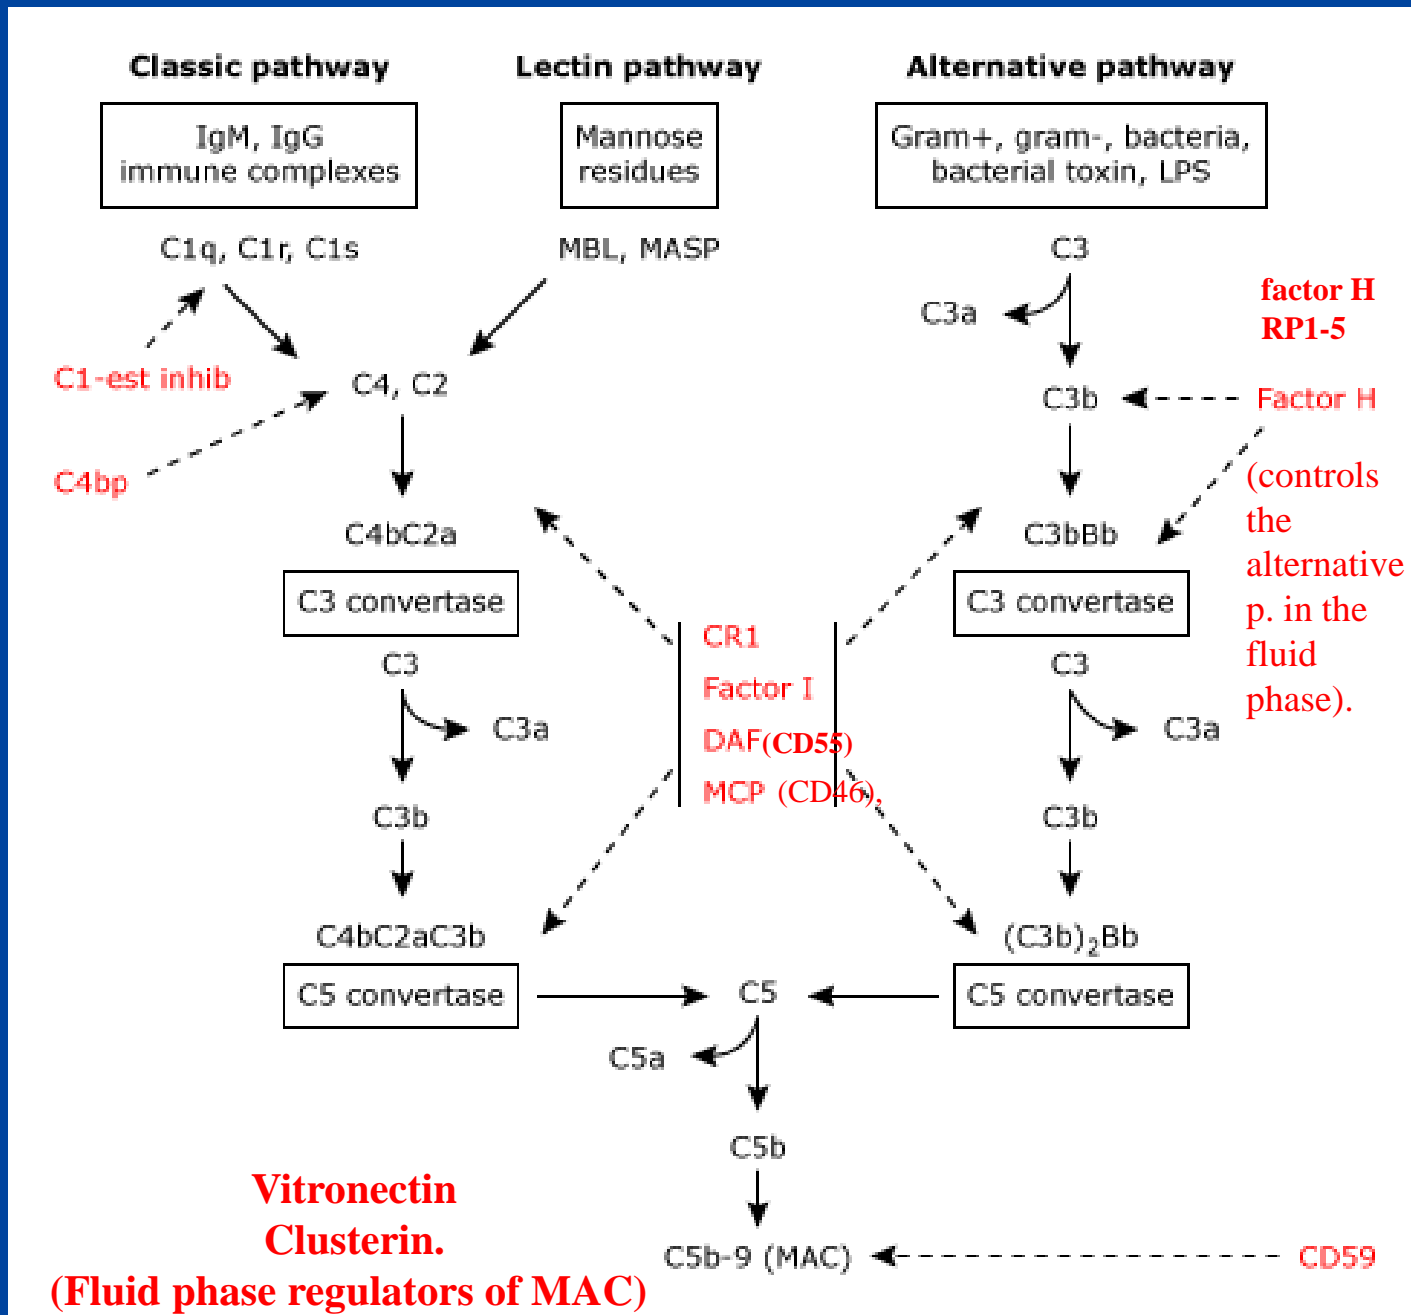 Classic pathway
Lectin pathway
Alternative pathway
IgM, IgG
immune complexes
Mannose
residues
Gram+, gram-, bacteria,
bacterial toxin, LPS
C1q, C1r, C1s
MBL, MASP
C3
C3a
factor H
RP1-5
C1-est inhib
C4, C2
C3b
Factor H
C4bp
(controls
the
alternative
p. in the
fluid
phase).
C4bC2a
C3bBb
C3 convertase
C3 convertase
CR1
Factor I
DAF(CD55)
MCP (CD46),
C3
C3a
C3
C3a
C3b
C3b
C4bC2aC3b
(C3b)₂Bb
C5 convertase
C5
C5 convertase
C5a
C5b
Vitronectin
Clusterin.
(Fluid phase regulators of MAC)
C5b-9 (MAC)
CD59